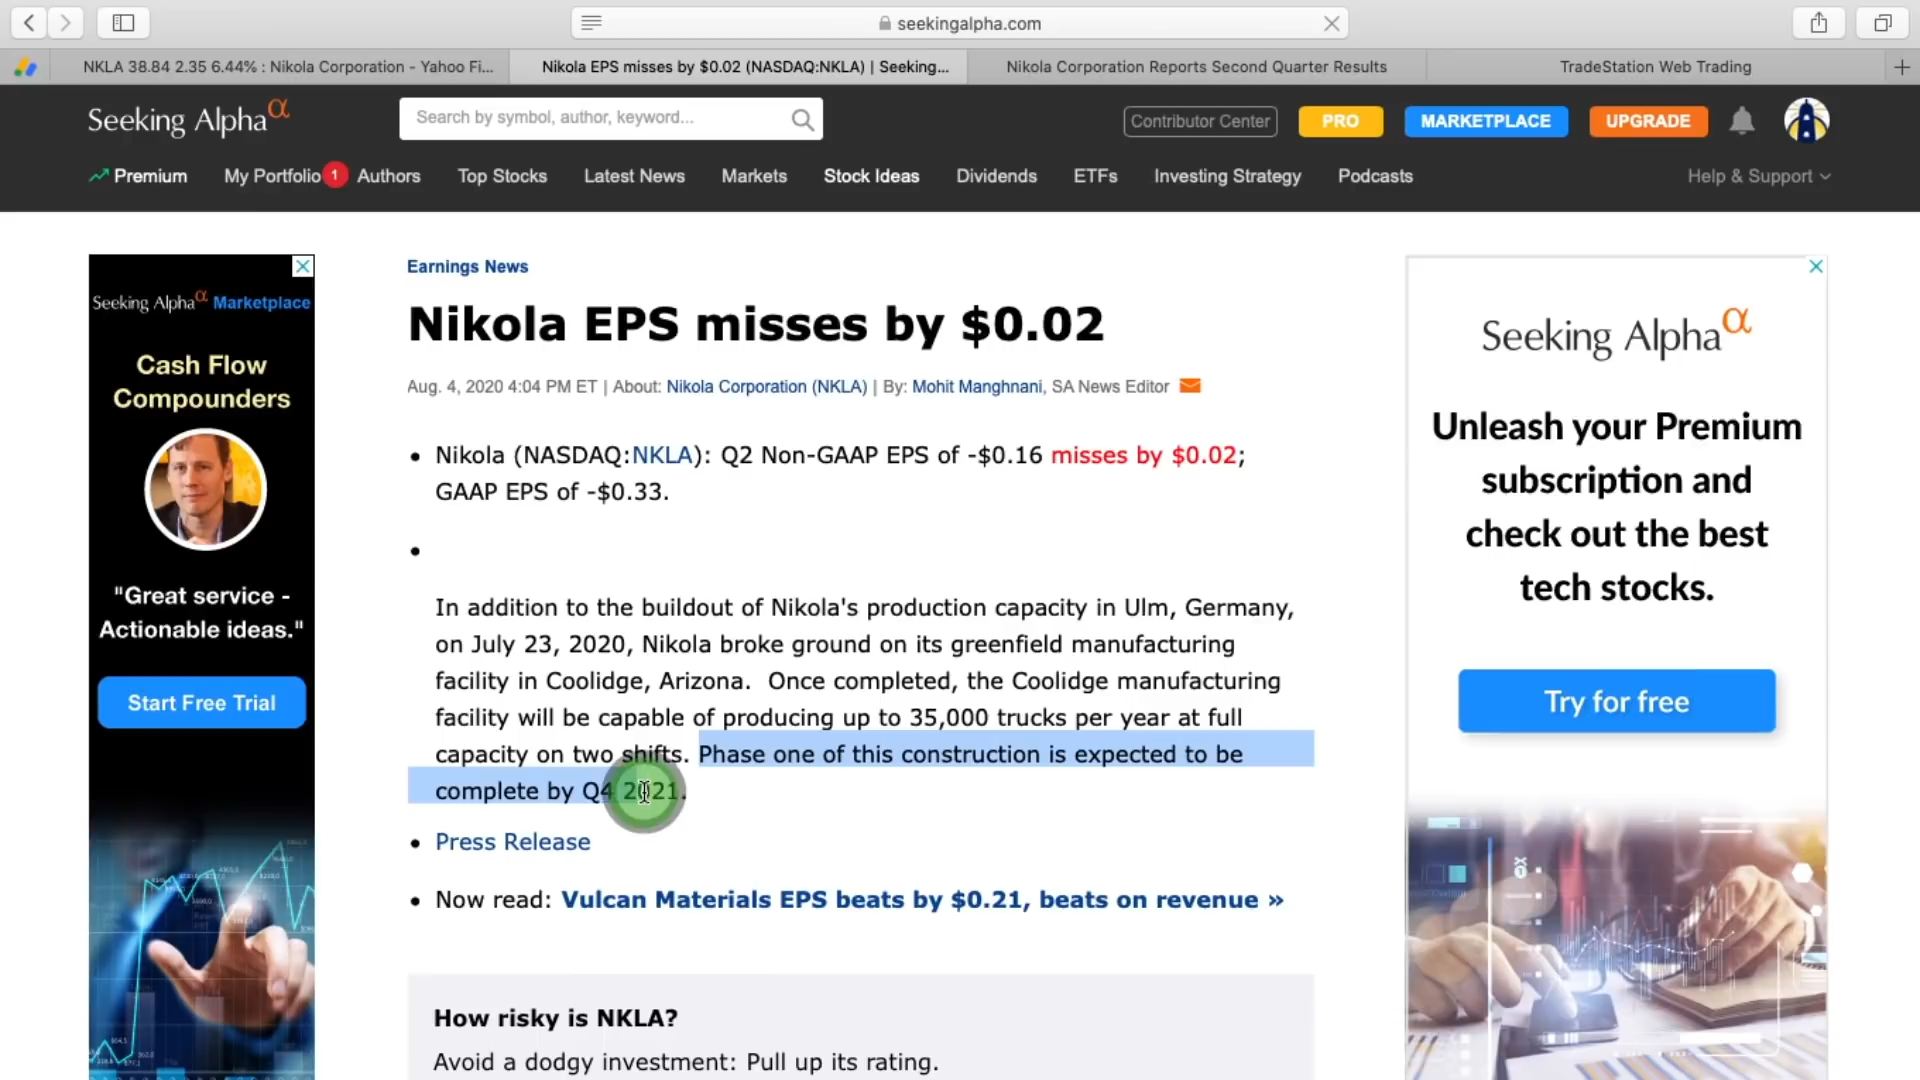 seekingalpha.com
NKLA 38.84 2.35 6.44% : Nikola Corporation - Yahoo Fi...
Nikola EPS misses by $0.02 (NASDAQ:NKLA) | Seeking...
Nikola Corporation Reports Second Quarter Results
TradeStation Web Trading
Seeking Alpha α
Search by symbol, author, keyword...
Contributor Center
PRO
MARKETPLACE
UPGRADE
Premium
My Portfolio 1
Authors
Top Stocks
Latest News
Markets
Stock Ideas
Dividends
ETFs
Investing Strategy
Podcasts
Help & Support
Seeking Alpha α Marketplace
Cash Flow
Compounders
"Great service -
Actionable ideas."
Start Free Trial
Earnings News
Nikola EPS misses by $0.02
Aug. 4, 2020 4:04 PM ET | About: Nikola Corporation (NKLA) | By: Mohit Manghnani, SA News Editor
• Nikola (NASDAQ:NKLA): Q2 Non-GAAP EPS of -$0.16 misses by $0.02;
GAAP EPS of -$0.33.
•
In addition to the buildout of Nikola's production capacity in Ulm, Germany,
on July 23, 2020, Nikola broke ground on its greenfield manufacturing
facility in Coolidge, Arizona.  Once completed, the Coolidge manufacturing
facility will be capable of producing up to 35,000 trucks per year at full
capacity on two shifts. Phase one of this construction is expected to be
complete by Q4 2021.
• Press Release
• Now read: Vulcan Materials EPS beats by $0.21, beats on revenue »
How risky is NKLA?
Avoid a dodgy investment: Pull up its rating.
Seeking Alpha α
Unleash your Premium
subscription and
check out the best
tech stocks.
Try for free